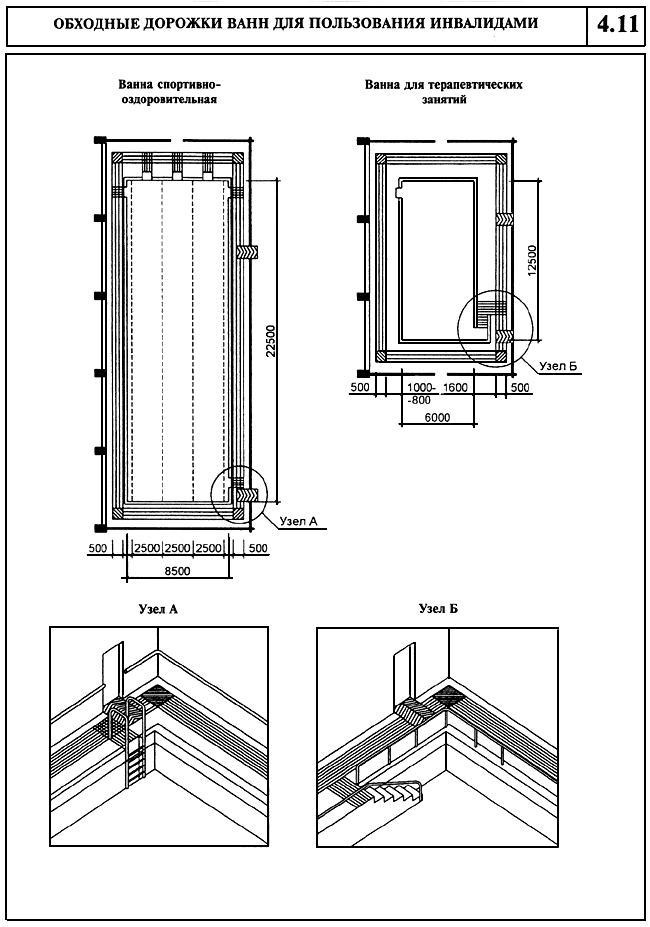 ОБХОДНЫЕ ДОРОЖКИ ВАНН ДЛЯ ПОЛЬЗОВАНИЯ ИНВАЛИДАМИ
4.11
Ванна спортивно-
оздоровительная
Ванна для терапевтических
занятий
22500
12500
Узел А
Узел Б
500 2500 2500 2500 500
8500
500 1000- 1600 500
-800
6000
Узел А
Узел Б